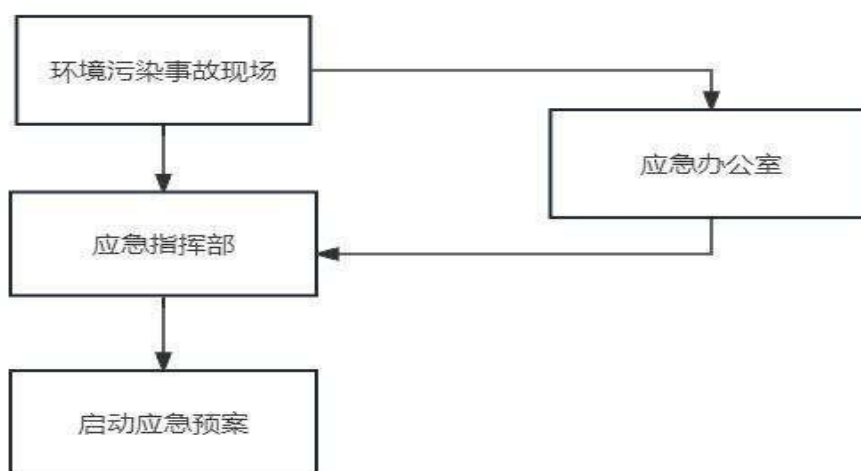 环境污染事故现场
应急办公室
应急指挥部
启动应急预案